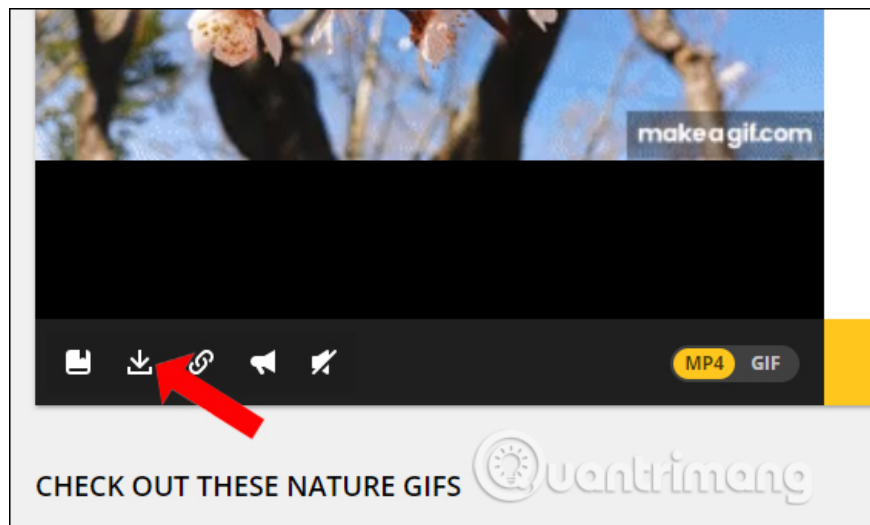 makeagif.com
MP4 GIF
CHECK OUT THESE NATURE GIFS
Quantrimang